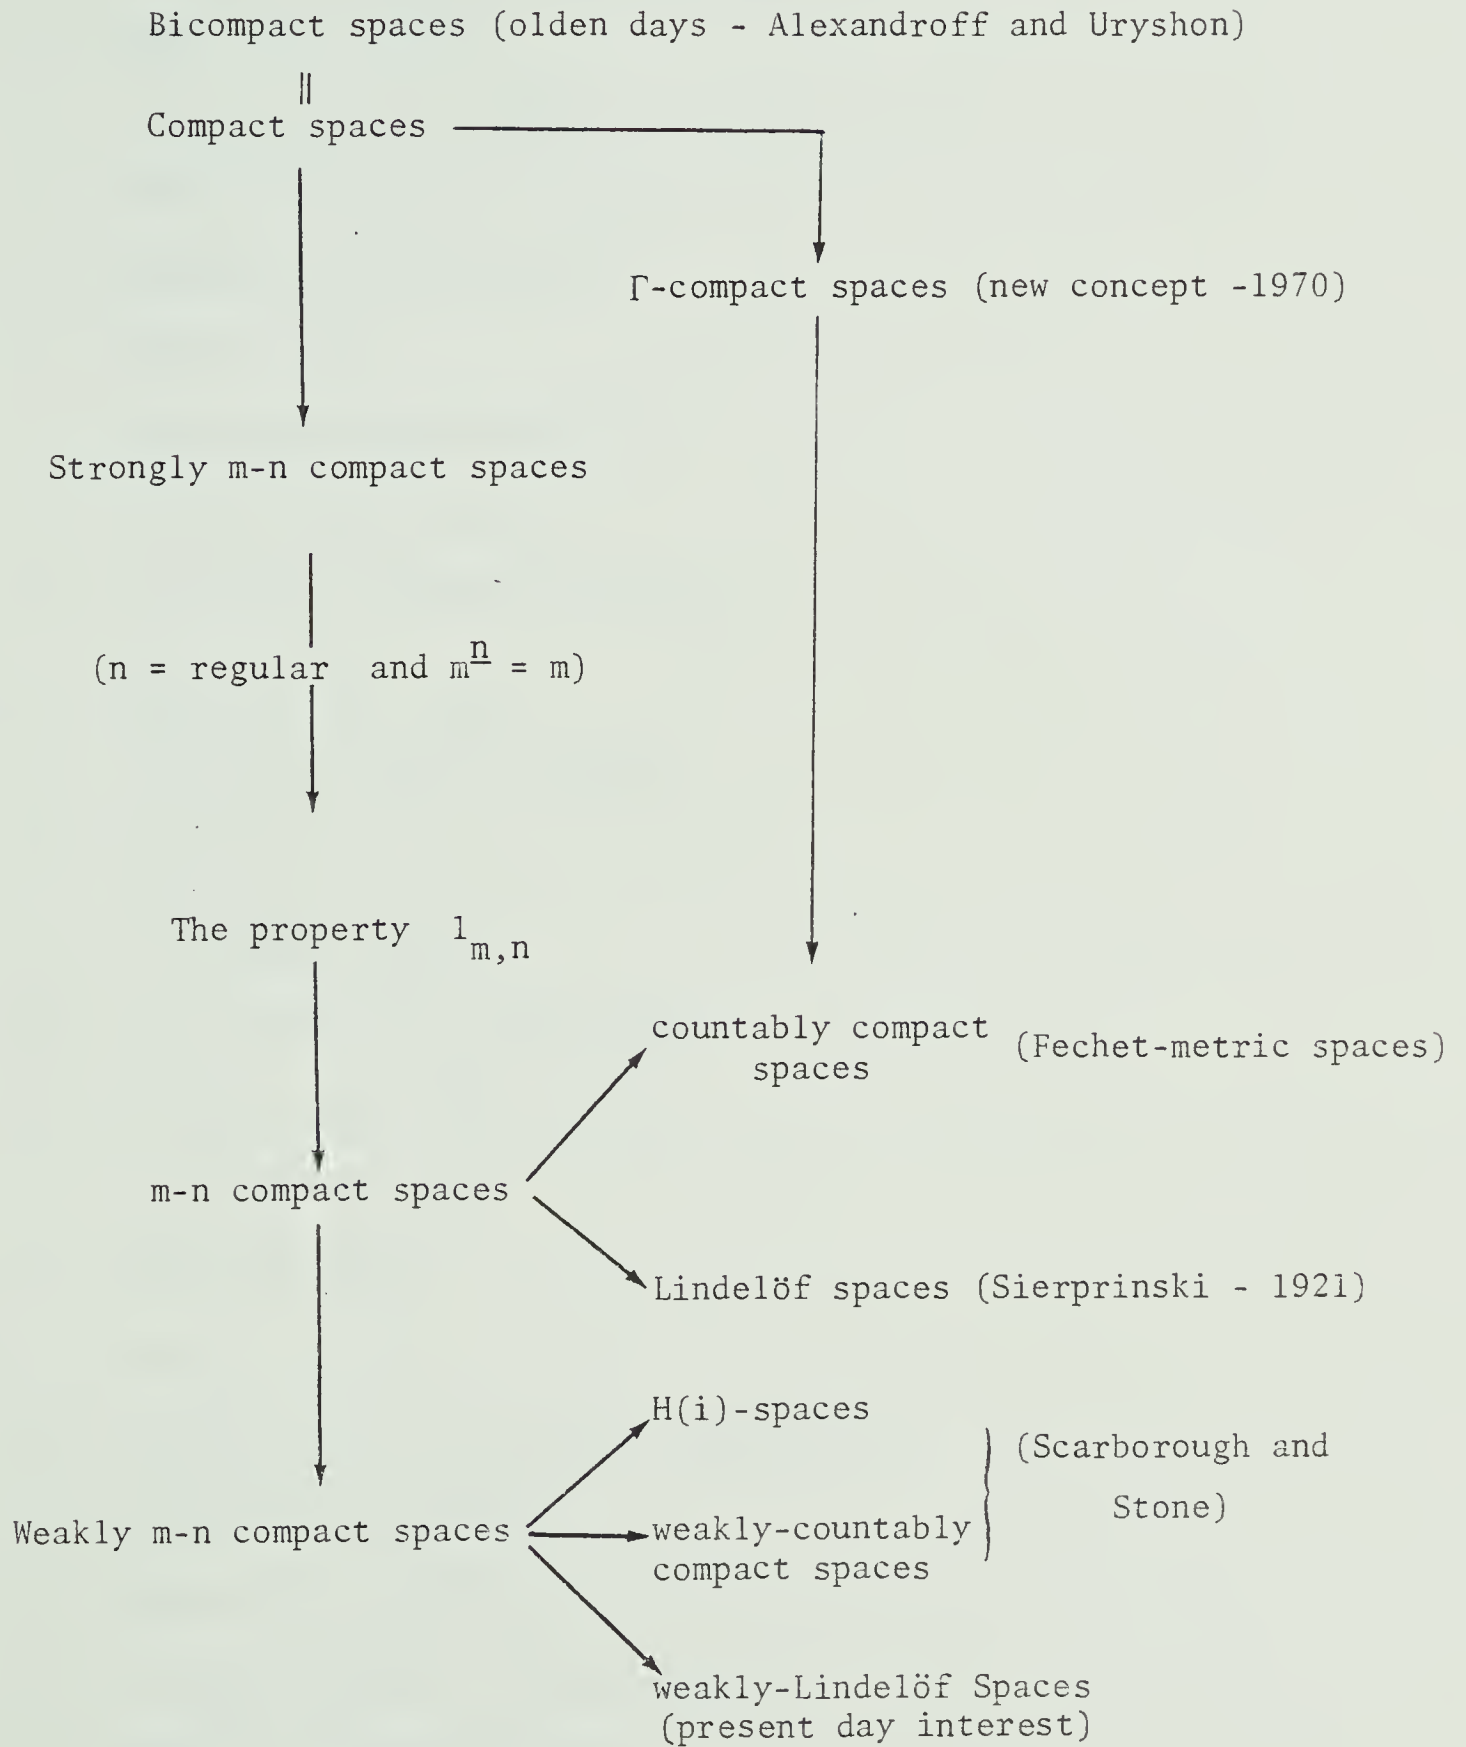 Bicompact spaces (olden days - Alexandroff and Uryshon)
||
Compact spaces
Γ-compact spaces (new concept -1970)
Strongly m-n compact spaces
(n = regular and m^n̲ = m)
The property l_m,n
countably compact spaces (Fechet-metric spaces)
m-n compact spaces
Lindelöf spaces (Sierprinski - 1921)
H(i)-spaces
(Scarborough and
Stone)
Weakly m-n compact spaces
weakly-countably
compact spaces
weakly-Lindelöf Spaces
(present day interest)